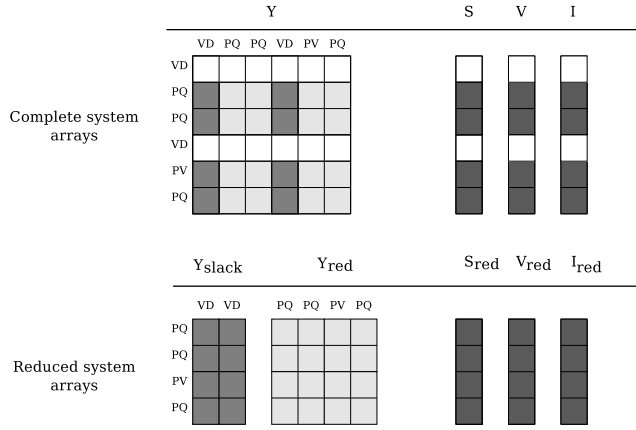 Y S V I
VD PQ PQ VD PV PQ
VD
PQ
PQ
VD
PV
PQ
Complete system
arrays
Yslack Yred Sred Vred Ired
VD VD PQ PQ PV PQ
PQ
PQ
PV
PQ
Reduced system
arrays